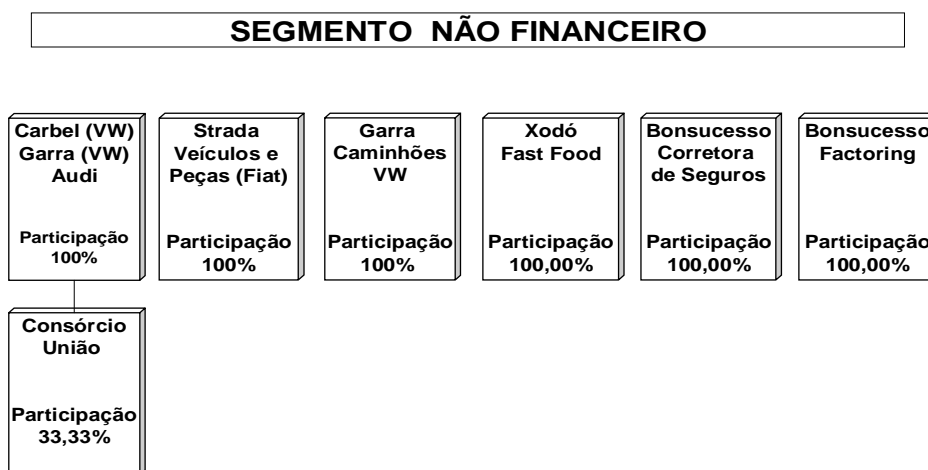 SEGMENTO NÃO FINANCEIRO
Carbel (VW)
Garra (VW)
Audi
Participação
100%
Strada
Veículos e
Peças (Fiat)
Participação
100%
Garra
Caminhões
VW
Participação
100%
Xodó
Fast Food
Participação
100,00%
Bonsucesso
Corretora
de Seguros
Participação
100,00%
Bonsucesso
Factoring
Participação
100,00%
Consórcio
União
Participação
33,33%